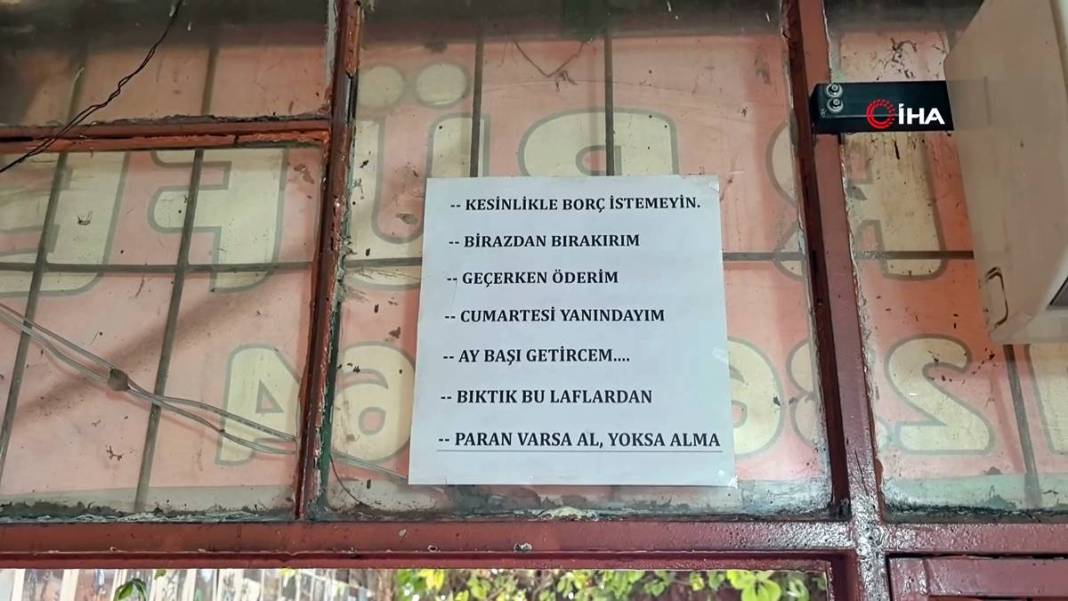 İHA
-- KESİNLİKLE BORÇ İSTEMEYİN.
-- BİRAZDAN BIRAKIRIM
-- GEÇERKEN ÖDERİM
-- CUMARTESİ YANINDAYIM
-- AY BAŞI GETİRCEM....
-- BIKTIK BU LAFLARDAN
-- PARAN VARSA AL, YOKSA ALMA